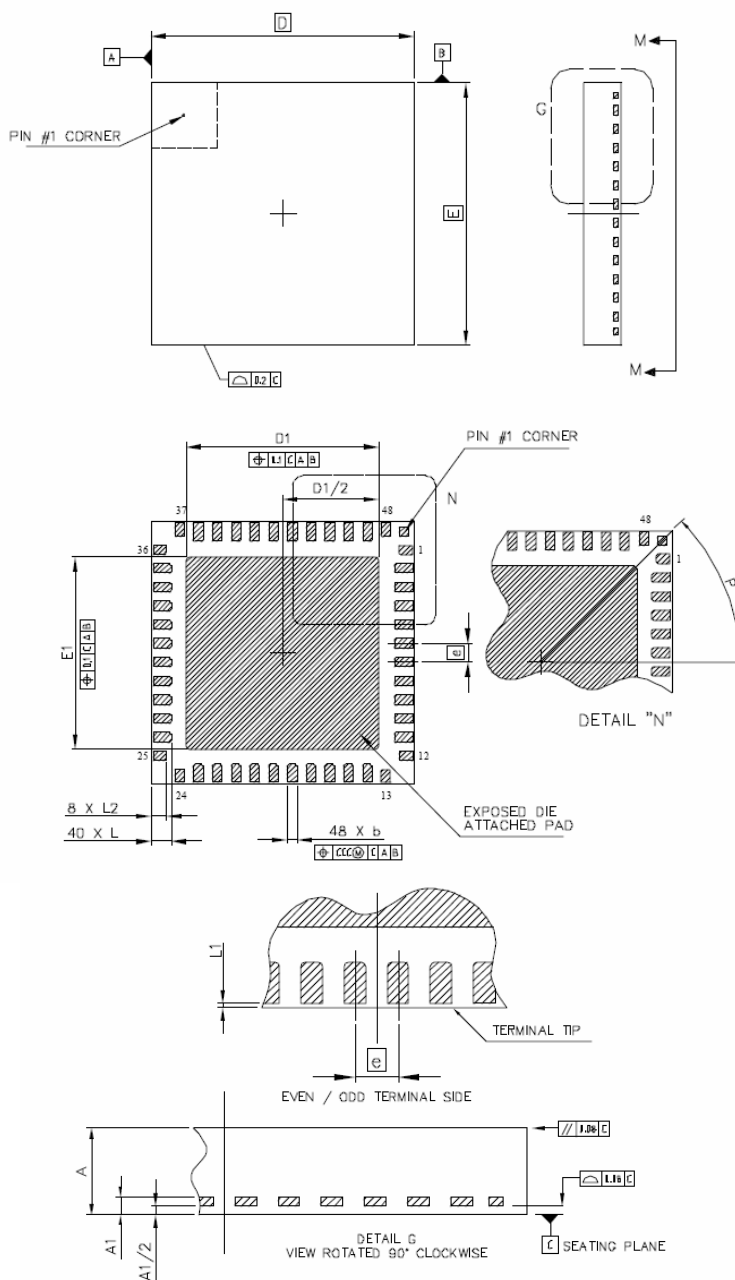 D
A
B
M
PIN #1 CORNER
G
E
M
⌓ 0.2 C
D1
PIN #1 CORNER
C A B
D1/2
N
37
48
48
36
1
1
E1
⌖ 0.1 C A B
e
DETAIL "N"
25
12
24
13
8 X L2
EXPOSED DIE
ATTACHED PAD
40 X L
48 X b
⌖ CCC Ⓜ C A B
L1
TERMINAL TIP
e
EVEN / ODD TERMINAL SIDE
// C
A
C
A1
A1/2
DETAIL G
VIEW ROTATED 90° CLOCKWISE
C SEATING PLANE